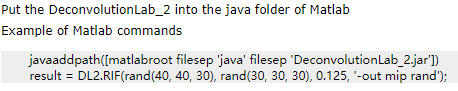 Put the DeconvolutionLab_2 into the java folder of Matlab
Example of Matlab commands
javaaddpath([matlabroot filesep 'java' filesep 'DeconvolutionLab_2.jar'])
result = DL2.RIF(rand(40, 40, 30), rand(30, 30, 30), 0.125, '-out mip rand');